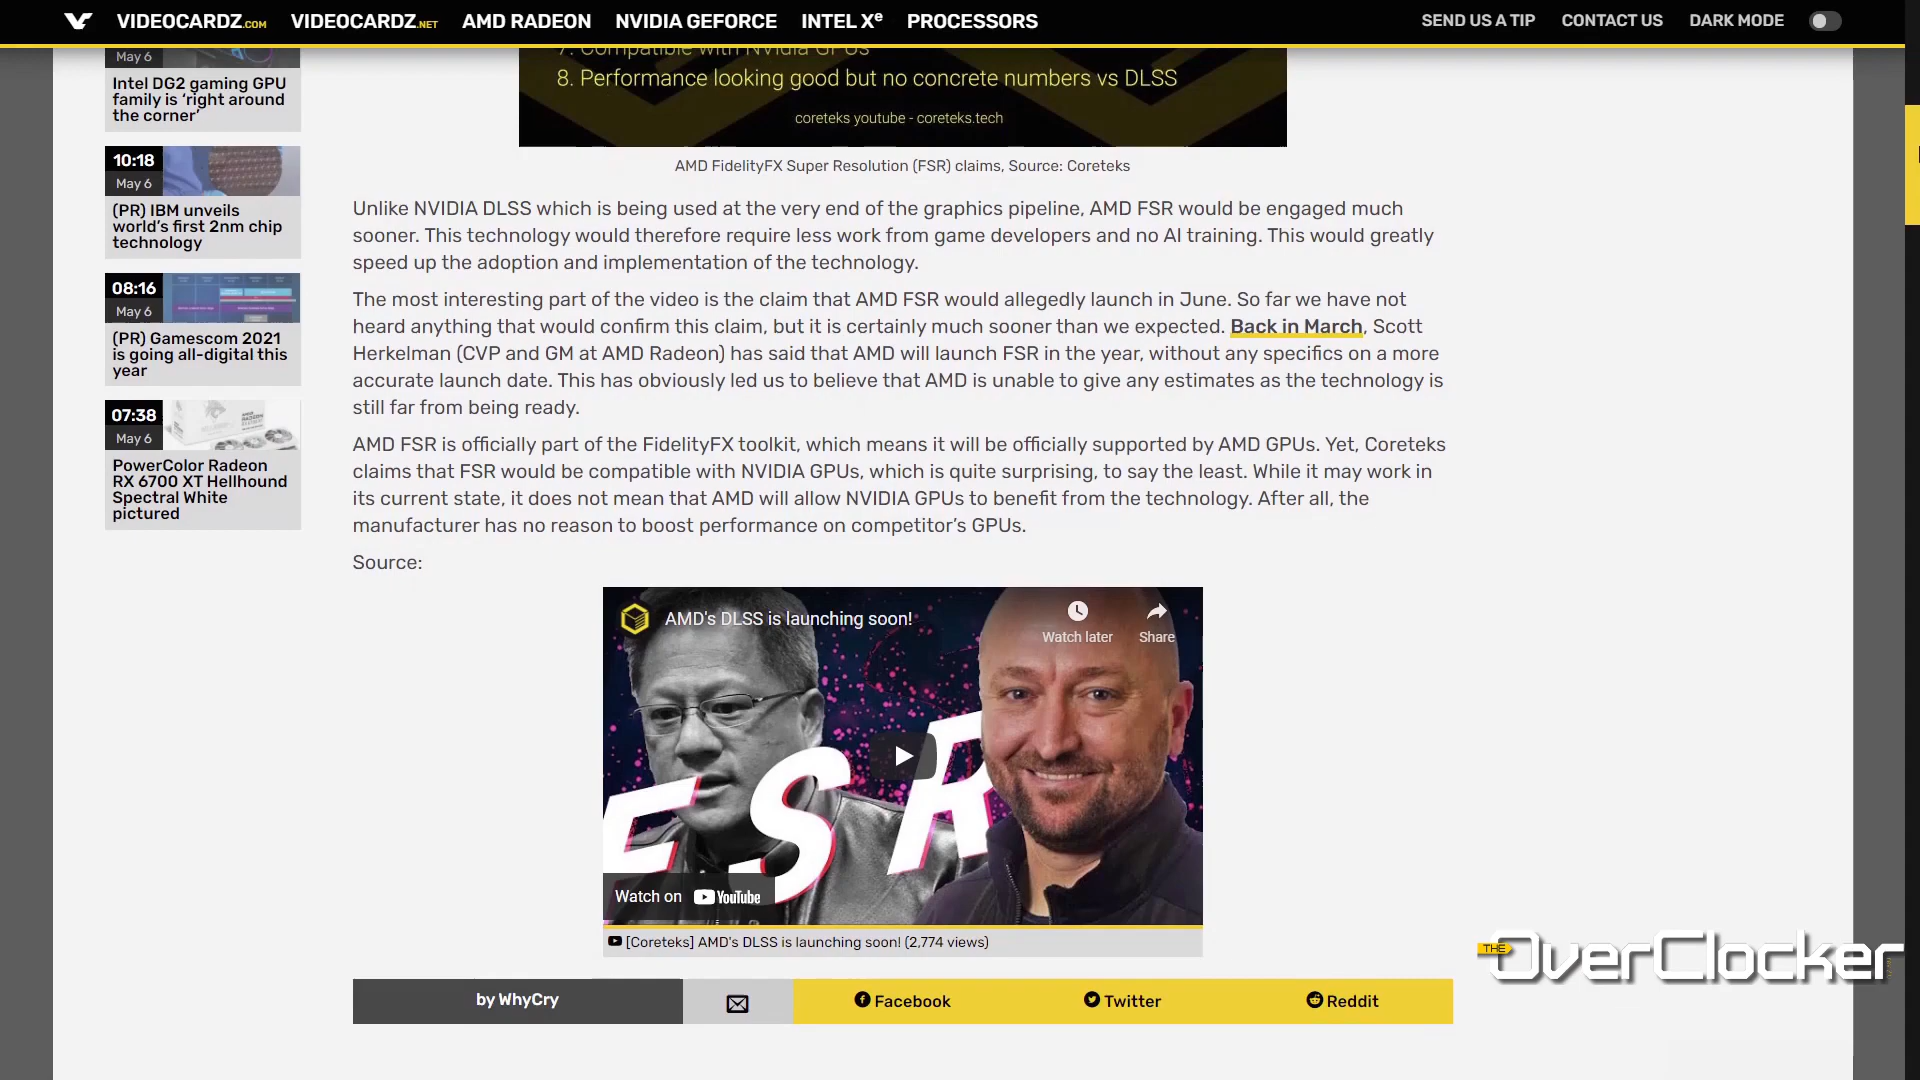 VIDEOCARDZ.COM VIDEOCARDZ.NET AMD RADEON NVIDIA GEFORCE INTEL Xe PROCESSORS SEND US A TIP CONTACT US DARK MODE
May 6
Intel DG2 gaming GPU
family is ‘right around
the corner’
10:18
May 6
(PR) IBM unveils
world’s first 2nm chip
technology
08:16
May 6
(PR) Gamescom 2021
is going all-digital this
year
07:38
May 6
PowerColor Radeon
RX 6700 XT Hellhound
Spectral White
pictured
7. Compatible with Nvidia GPUs
8. Performance looking good but no concrete numbers vs DLSS
coreteks youtube - coreteks.tech
AMD FidelityFX Super Resolution (FSR) claims, Source: Coreteks
Unlike NVIDIA DLSS which is being used at the very end of the graphics pipeline, AMD FSR would be engaged much
sooner. This technology would therefore require less work from game developers and no AI training. This would greatly
speed up the adoption and implementation of the technology.
The most interesting part of the video is the claim that AMD FSR would allegedly launch in June. So far we have not
heard anything that would confirm this claim, but it is certainly much sooner than we expected. Back in March, Scott
Herkelman (CVP and GM at AMD Radeon) has said that AMD will launch FSR in the year, without any specifics on a more
accurate launch date. This has obviously led us to believe that AMD is unable to give any estimates as the technology is
still far from being ready.
AMD FSR is officially part of the FidelityFX toolkit, which means it will be officially supported by AMD GPUs. Yet, Coreteks
claims that FSR would be compatible with NVIDIA GPUs, which is quite surprising, to say the least. While it may work in
its current state, it does not mean that AMD will allow NVIDIA GPUs to benefit from the technology. After all, the
manufacturer has no reason to boost performance on competitor’s GPUs.
Source:
AMD's DLSS is launching soon!
Watch later Share
FSR
Watch on YouTube
[Coreteks] AMD's DLSS is launching soon! (2,774 views)
by WhyCry Facebook Twitter Reddit
THE OverClocker